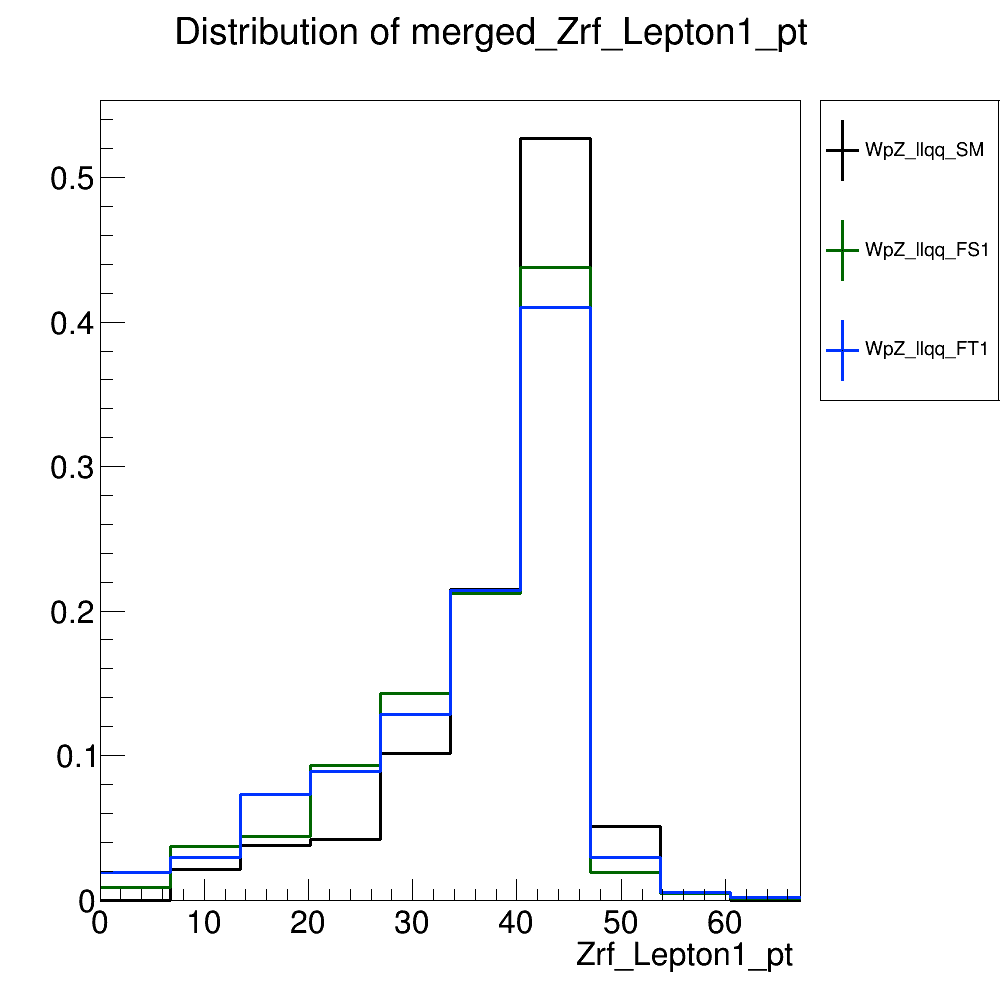 Distribution of merged_Zrf_Lepton1_pt
WpZ_llqq_SM
WpZ_llqq_FS1
WpZ_llqq_FT1
0.5
0.4
0.3
0.2
0.1
0
0 10 20 30 40 50 60
Zrf_Lepton1_pt